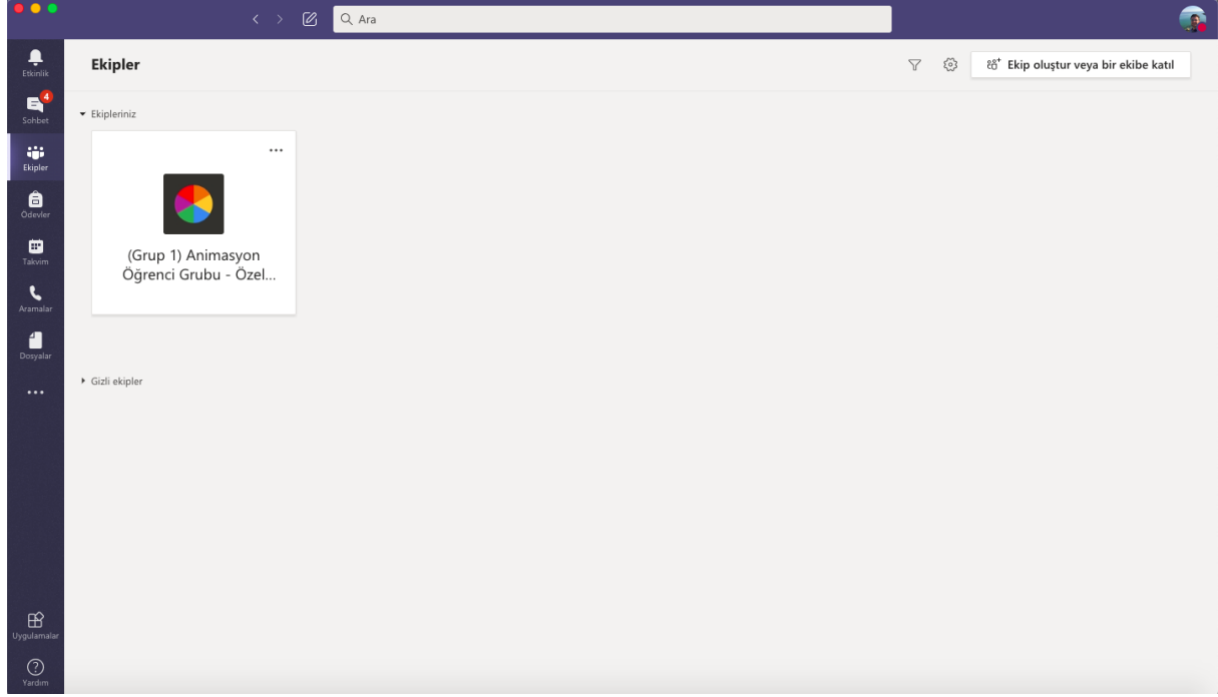 Ara
Etkinlik
4
Sohbet
Ekipler
Ödevler
Takvim
Aramalar
Dosyalar
Uygulamalar
Yardım
Ekipler
Ekip oluştur veya bir ekibe katıl
Ekipleriniz
(Grup 1) Animasyon
Öğrenci Grubu - Özel...
Gizli ekipler